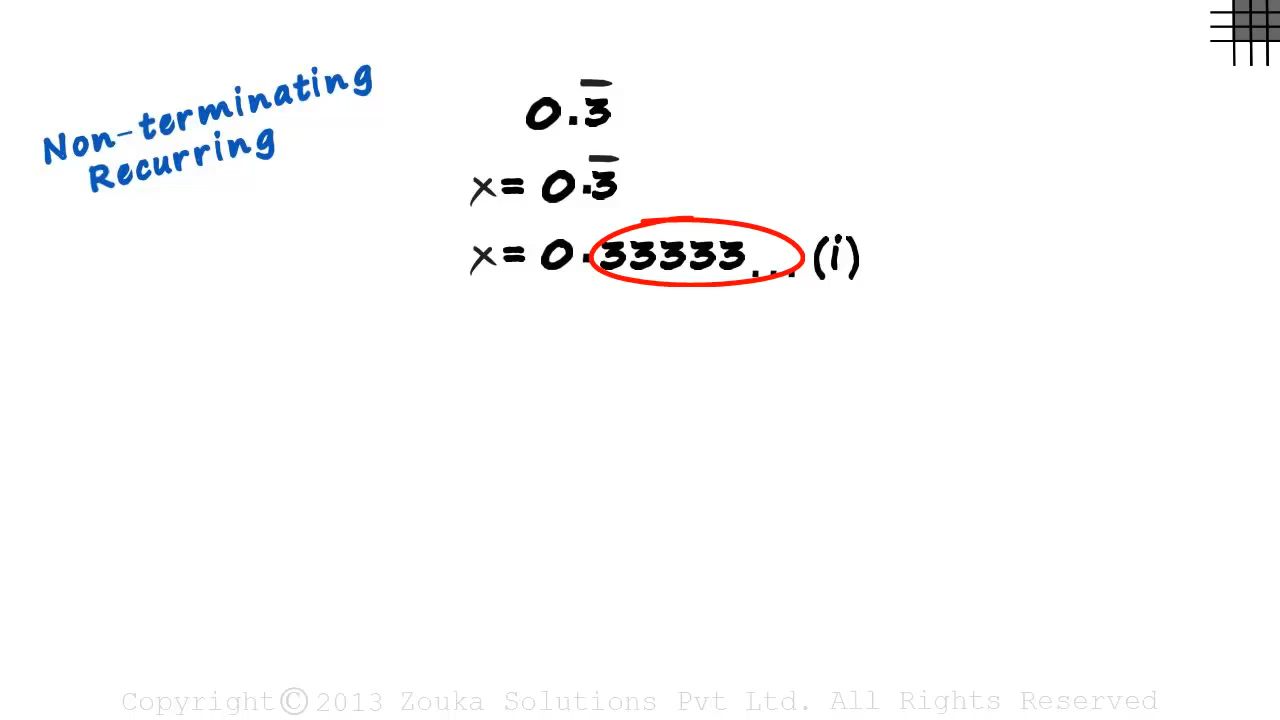 Non-terminating
Recurring
0.3̅
x = 0.3̅
x = 0.33333... (i)
Copyright © 2013 Zouka Solutions Pvt Ltd. All Rights Reserved